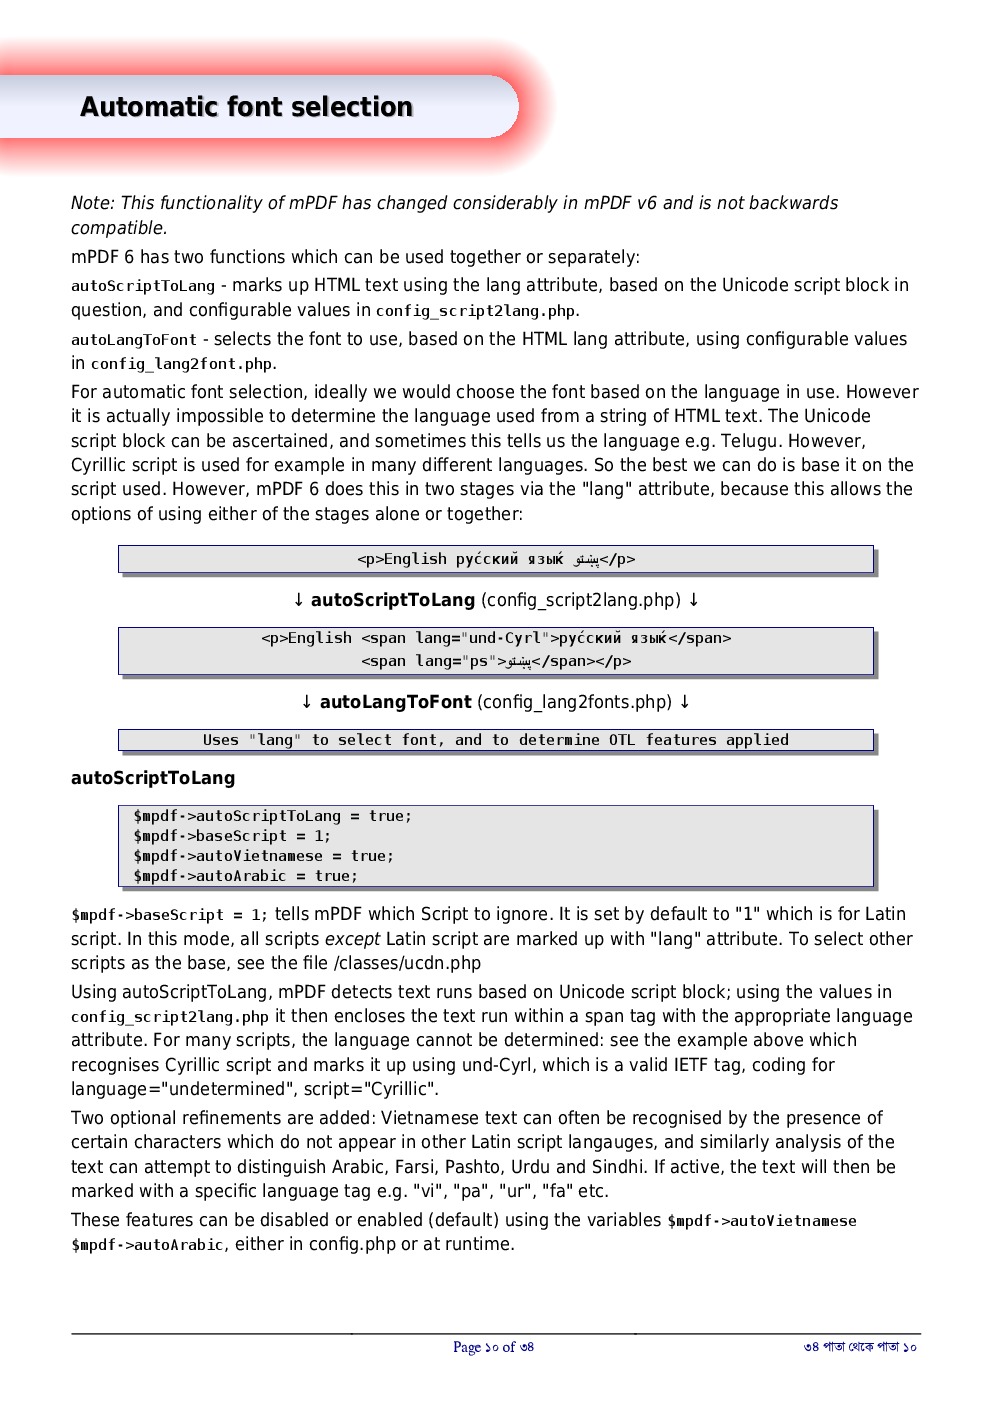 Automatic font selection
Note: This functionality of mPDF has changed considerably in mPDF v6 and is not backwards
compatible.
mPDF 6 has two functions which can be used together or separately:
autoScriptToLang - marks up HTML text using the lang attribute, based on the Unicode script block in
question, and configurable values in config_script2lang.php.
autoLangToFont - selects the font to use, based on the HTML lang attribute, using configurable values
in config_lang2font.php.
For automatic font selection, ideally we would choose the font based on the language in use. However
it is actually impossible to determine the language used from a string of HTML text. The Unicode
script block can be ascertained, and sometimes this tells us the language e.g. Telugu. However,
Cyrillic script is used for example in many different languages. So the best we can do is base it on the
script used. However, mPDF 6 does this in two stages via the "lang" attribute, because this allows the
options of using either of the stages alone or together:
<p>English ру́сский язы́к پښتو</p>
↓ autoScriptToLang (config_script2lang.php) ↓
<p>English <span lang="und-Cyrl">ру́сский язы́к</span>
<span lang="ps">پښتو</span></p>
↓ autoLangToFont (config_lang2fonts.php) ↓
Uses "lang" to select font, and to determine OTL features applied
autoScriptToLang
$mpdf->autoScriptToLang = true;
$mpdf->baseScript = 1;
$mpdf->autoVietnamese = true;
$mpdf->autoArabic = true;
$mpdf->baseScript = 1; tells mPDF which Script to ignore. It is set by default to "1" which is for Latin
script. In this mode, all scripts except Latin script are marked up with "lang" attribute. To select other
scripts as the base, see the file /classes/ucdn.php
Using autoScriptToLang, mPDF detects text runs based on Unicode script block; using the values in
config_script2lang.php it then encloses the text run within a span tag with the appropriate language
attribute. For many scripts, the language cannot be determined: see the example above which
recognises Cyrillic script and marks it up using und-Cyrl, which is a valid IETF tag, coding for
language="undetermined", script="Cyrillic".
Two optional refinements are added: Vietnamese text can often be recognised by the presence of
certain characters which do not appear in other Latin script langauges, and similarly analysis of the
text can attempt to distinguish Arabic, Farsi, Pashto, Urdu and Sindhi. If active, the text will then be
marked with a specific language tag e.g. "vi", "pa", "ur", "fa" etc.
These features can be disabled or enabled (default) using the variables $mpdf->autoVietnamese
$mpdf->autoArabic, either in config.php or at runtime.
Page ১০ of ৩৪
৩৪ পাতা থেকে পাতা ১০